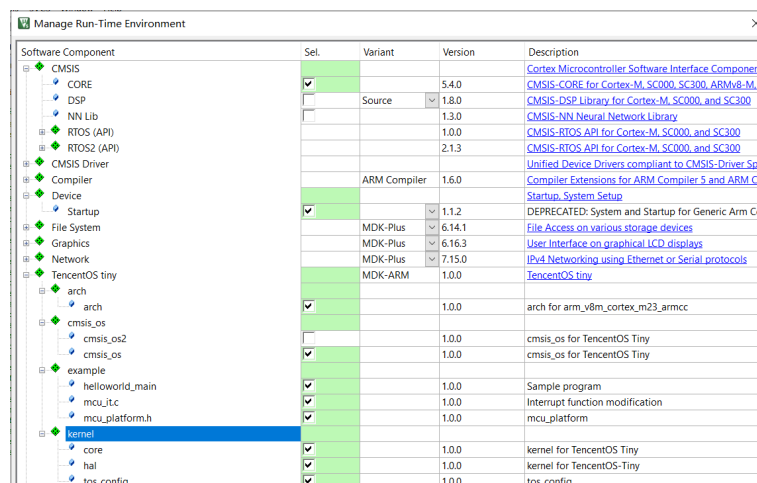 Manage Run-Time Environment
Software Component Sel. Variant Version Description
CMSIS Cortex Microcontroller Software Interface Componen
CORE 5.4.0 CMSIS-CORE for Cortex-M, SC000, SC300, ARMv8-M,
DSP Source 1.8.0 CMSIS-DSP Library for Cortex-M, SC000, and SC300
NN Lib 1.3.0 CMSIS-NN Neural Network Library
RTOS (API) 1.0.0 CMSIS-RTOS API for Cortex-M, SC000, and SC300
RTOS2 (API) 2.1.3 CMSIS-RTOS API for Cortex-M, SC000, and SC300
CMSIS Driver Unified Device Drivers compliant to CMSIS-Driver Sp
Compiler ARM Compiler 1.6.0 Compiler Extensions for ARM Compiler 5 and ARM C
Device Startup, System Setup
Startup 1.1.2 DEPRECATED: System and Startup for Generic Arm Co
File System MDK-Plus 6.14.1 File Access on various storage devices
Graphics MDK-Plus 6.16.3 User Interface on graphical LCD displays
Network MDK-Plus 7.15.0 IPv4 Networking using Ethernet or Serial protocols
TencentOS tiny MDK-ARM 1.0.0 TencentOS tiny
arch
arch 1.0.0 arch for arm_v8m_cortex_m23_armcc
cmsis_os
cmsis_os2 1.0.0 cmsis_os for TencentOS Tiny
cmsis_os 1.0.0 cmsis_os for TencentOS Tiny
example
helloworld_main 1.0.0 Sample program
mcu_it.c 1.0.0 Interrupt function modification
mcu_platform.h 1.0.0 mcu_platform
kernel
core 1.0.0 kernel for TencentOS Tiny
hal 1.0.0 kernel for TencentOS-Tiny
tos_config 1.0.0 tos_config